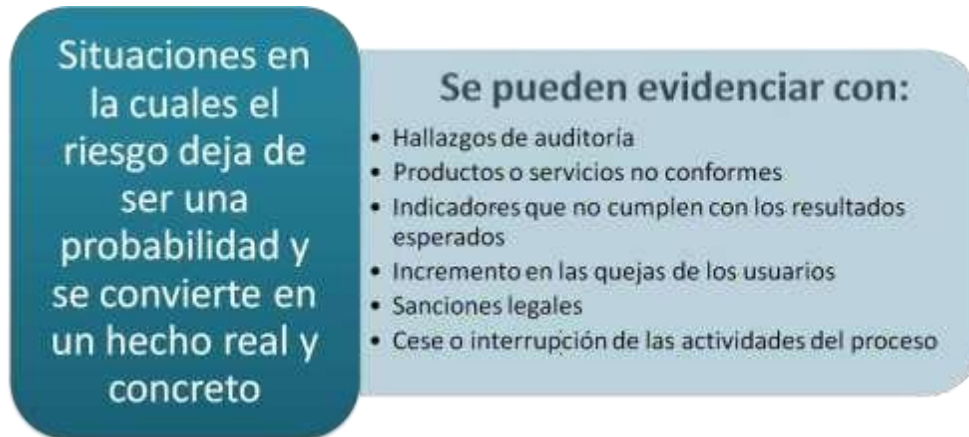 Situaciones en
la cuales el
riesgo deja de
ser una
probabilidad y
se convierte en
un hecho real y
concreto
Se pueden evidenciar con:
• Hallazgos de auditoría
• Productos o servicios no conformes
• Indicadores que no cumplen con los resultados
esperados
• Incremento en las quejas de los usuarios
• Sanciones legales
• Cese o interrupción de las actividades del proceso